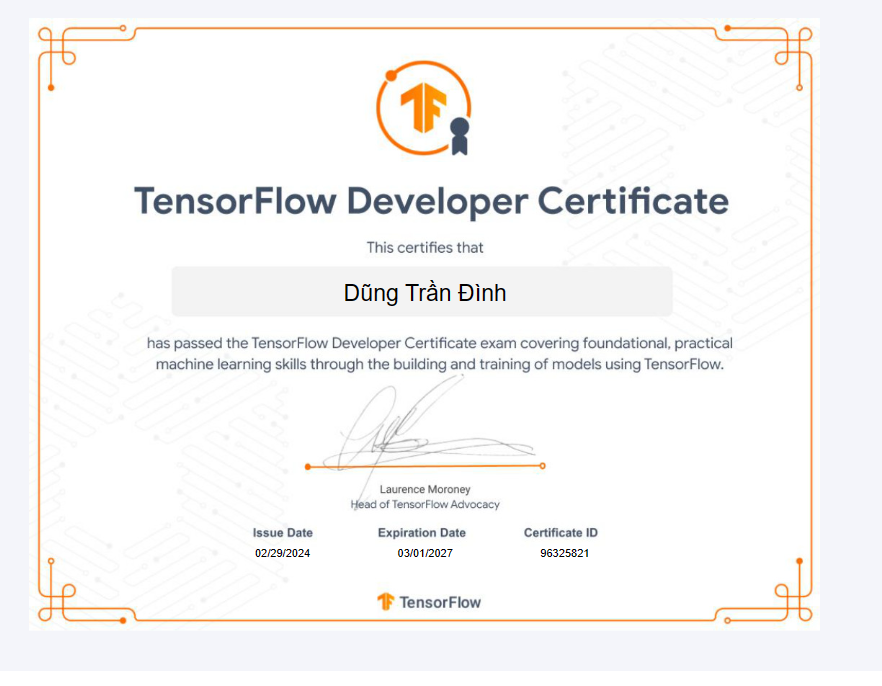 TensorFlow Developer Certificate
This certifies that
Dũng Trần Đình
has passed the TensorFlow Developer Certificate exam covering foundational, practical
machine learning skills through the building and training of models using TensorFlow.
Laurence Moroney
Head of TensorFlow Advocacy
Issue Date Expiration Date Certificate ID
02/29/2024 03/01/2027 96325821
TensorFlow